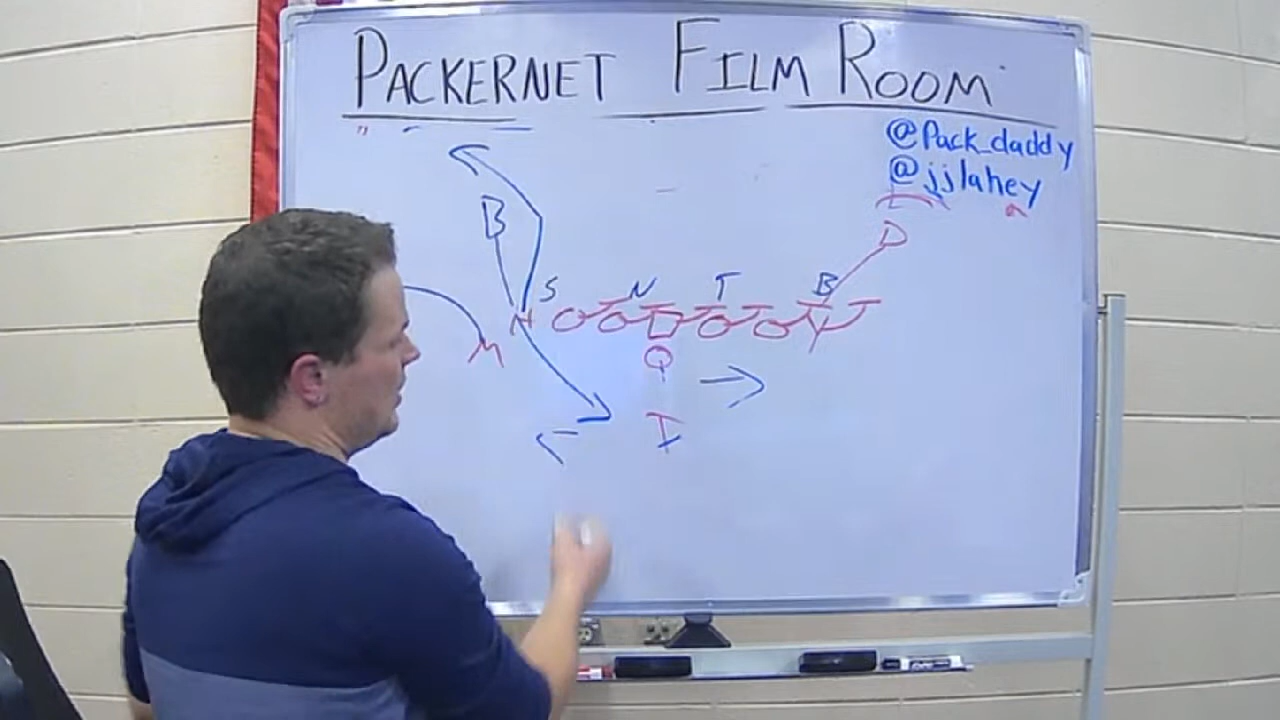 PACKERNET FILM ROOM
@Pack_daddy
@jjlahey
B
D
S N T B
H
M Y
Q
I